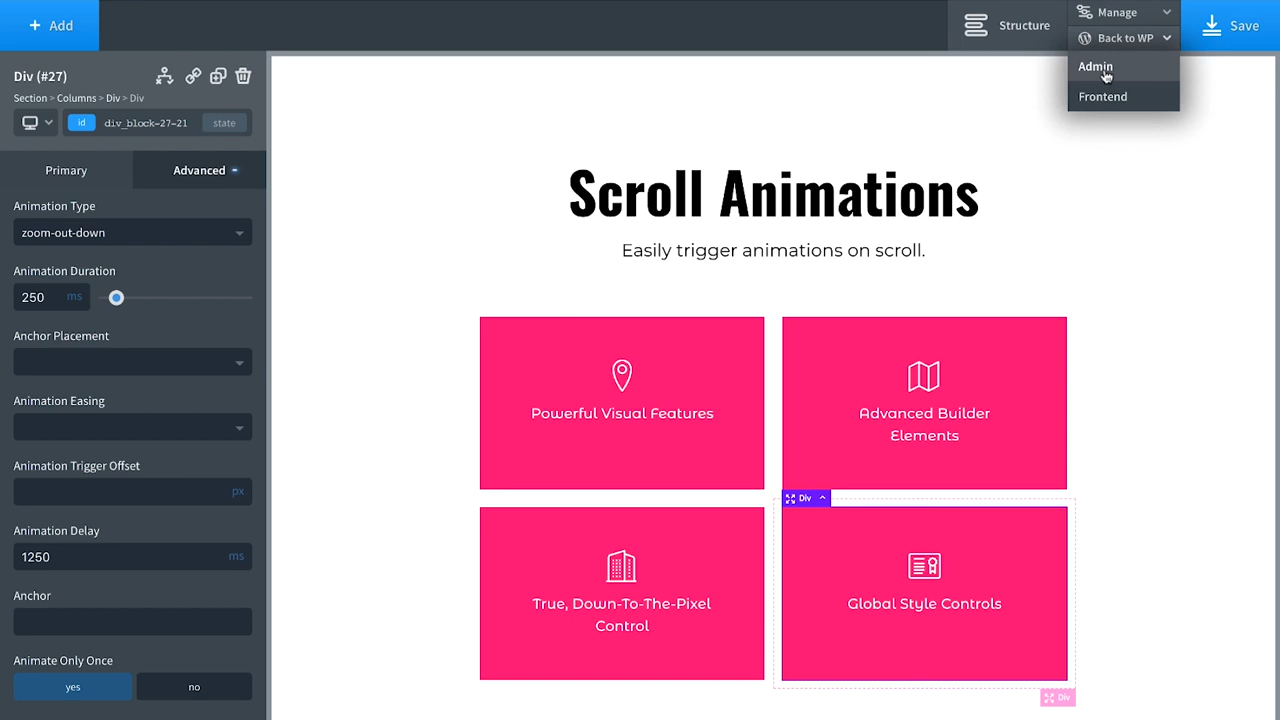 + Add
Structure
Manage
Back to WP
Save
Admin
Frontend
Div (#27)
Section > Columns > Div > Div
id div_block-27-21 state
Primary
Advanced
Animation Type
zoom-out-down
Animation Duration
250 ms
Anchor Placement
Animation Easing
Animation Trigger Offset
px
Animation Delay
1250 ms
Anchor
Animate Only Once
yes
no
Scroll Animations
Easily trigger animations on scroll.
Powerful Visual Features
Advanced Builder
Elements
Div
True, Down-To-The-Pixel
Control
Global Style Controls
Div